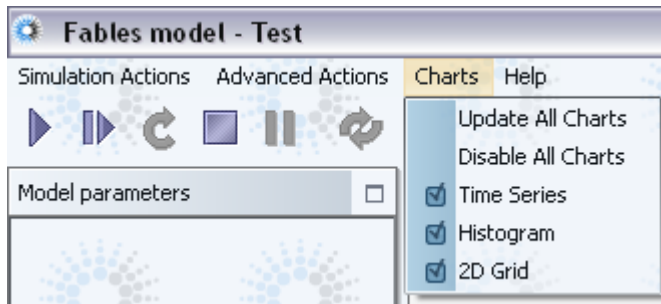 Fables model - Test
Simulation Actions Advanced Actions Charts Help
Update All Charts
Disable All Charts
Model parameters
Time Series
Histogram
2D Grid